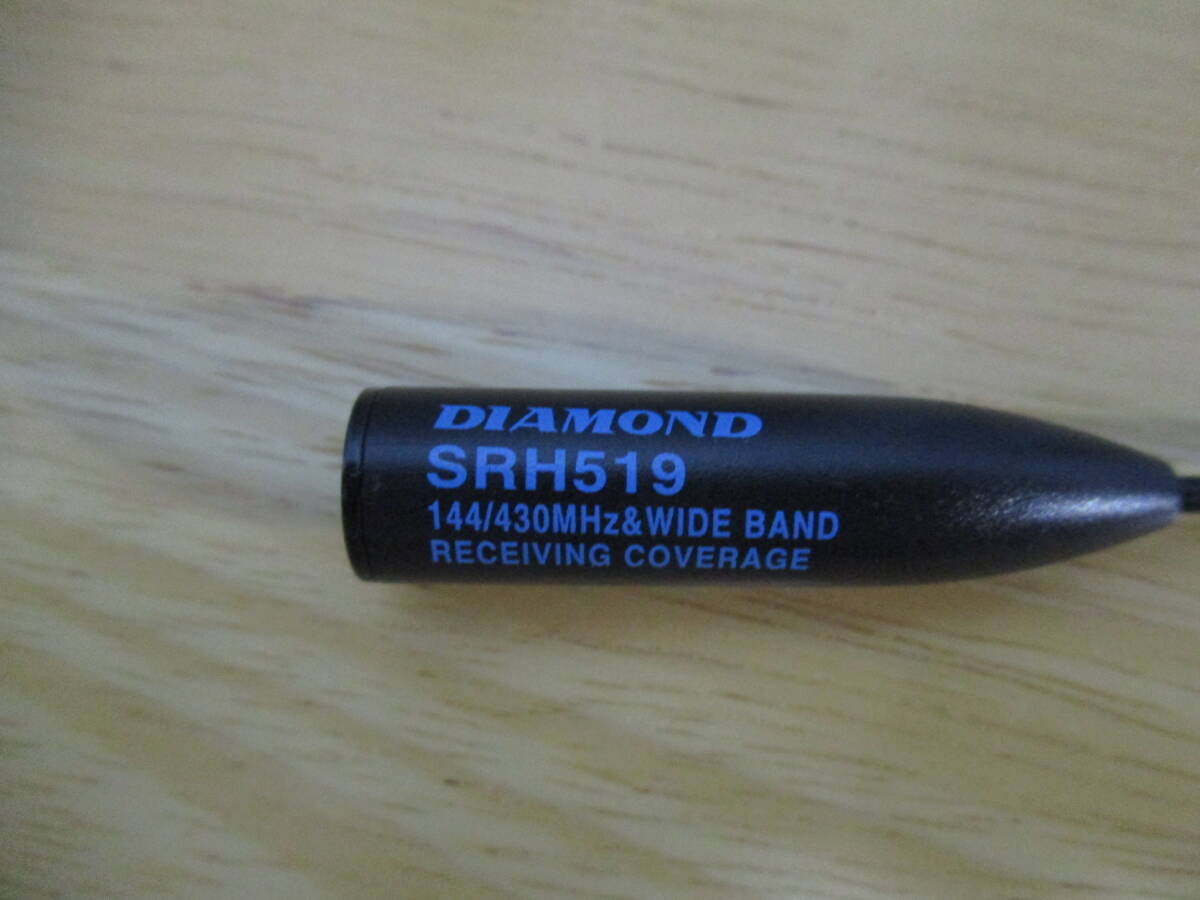 DIAMOND
SRH519
144/430MHz&WIDE BAND
RECEIVING COVERAGE